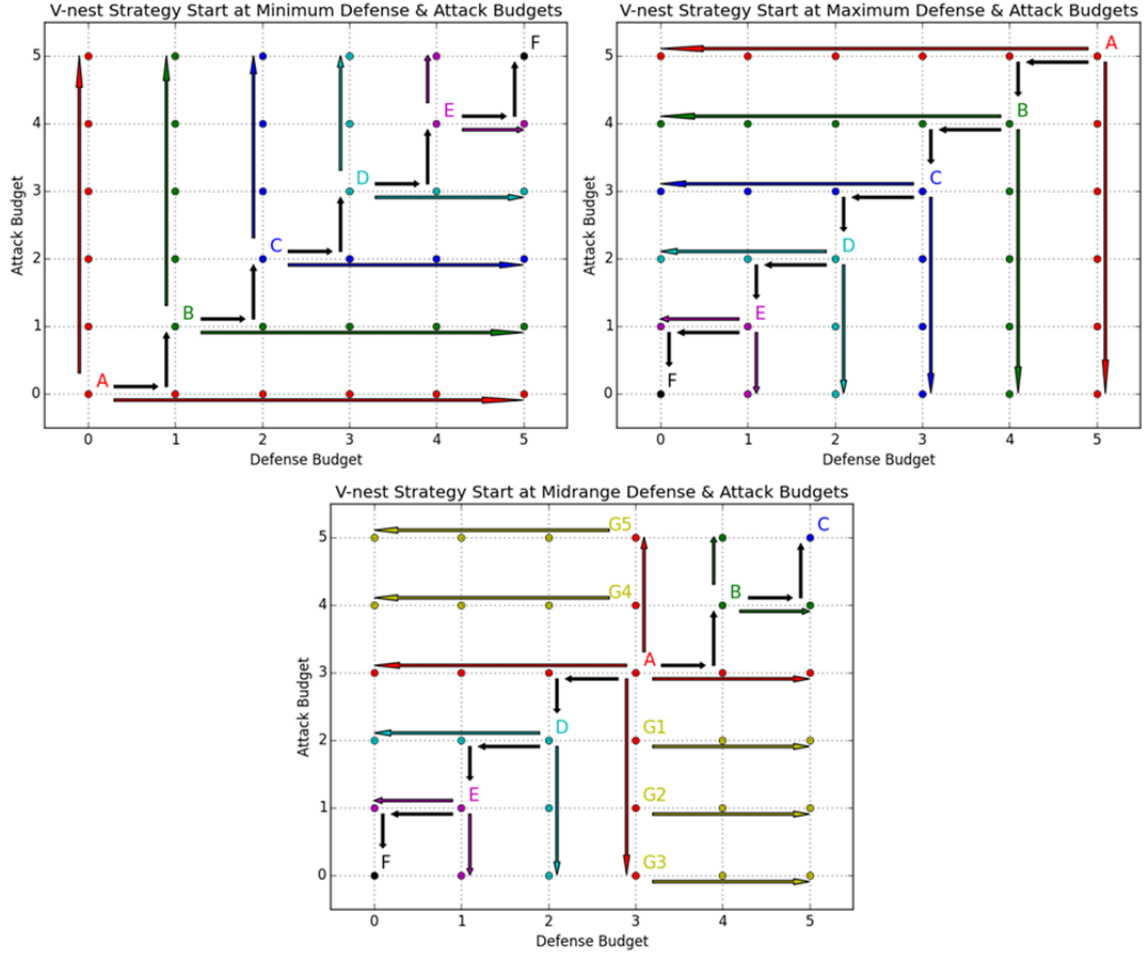 V-nest Strategy Start at Minimum Defense & Attack Budgets
F
5
E
4
D
3
C
2
B
1
A
0
0 1 2 3 4 5
Attack Budget
Defense Budget
V-nest Strategy Start at Maximum Defense & Attack Budgets
A
5
B
4
C
3
D
2
E
1
F
0
0 1 2 3 4 5
Attack Budget
Defense Budget
V-nest Strategy Start at Midrange Defense & Attack Budgets
5 G5 C
4 G4 B
A
3
D G1
2
E G2
1
F G3
0
0 1 2 3 4 5
Attack Budget
Defense Budget